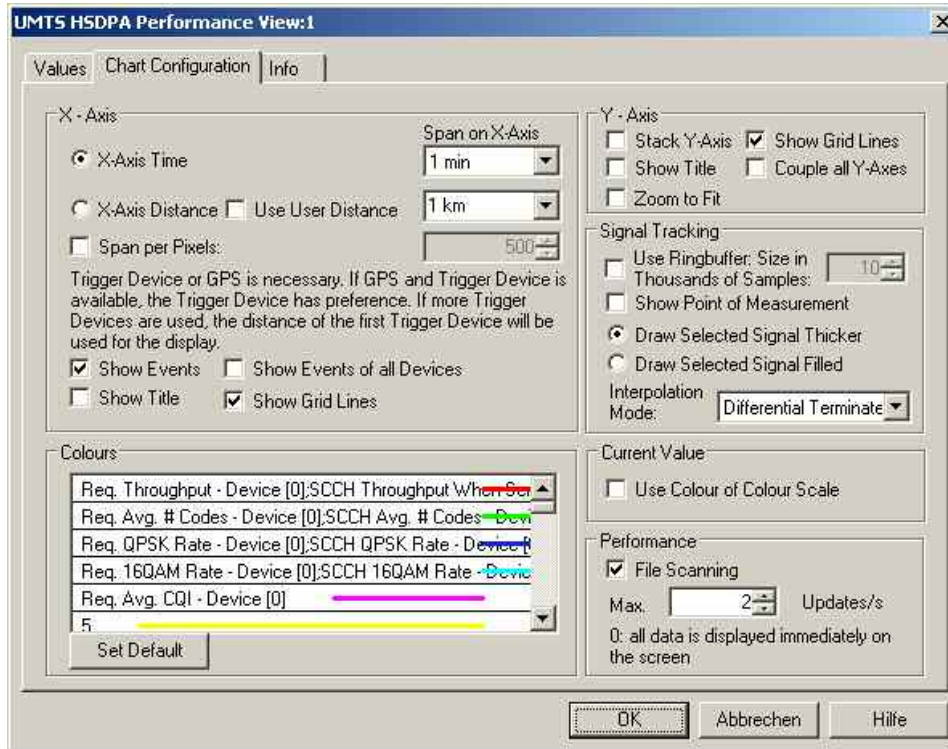 UMTS HSDPA Performance View:1
Values
Chart Configuration
Info
X - Axis
Span on X-Axis
X-Axis Time
1 min
X-Axis Distance
Use User Distance
1 km
Span per Pixels:
500
Trigger Device or GPS is necessary. If GPS and Trigger Device is
available, the Trigger Device has preference. If more Trigger
Devices are used, the distance of the first Trigger Device will be
used for the display.
Show Events
Show Events of all Devices
Show Title
Show Grid Lines
Y - Axis
Stack Y-Axis
Show Grid Lines
Show Title
Couple all Y-Axes
Zoom to Fit
Signal Tracking
Use Ringbuffer: Size in
Thousands of Samples:
10
Show Point of Measurement
Draw Selected Signal Thicker
Draw Selected Signal Filled
Interpolation
Mode:
Differential Terminate
Colours
Req. Throughput - Device [0];SCCH Throughput When
Req. Avg. # Codes - Device [0];SCCH Avg. # Codes -
Req. QPSK Rate - Device [0];SCCH QPSK Rate - Device
Req. 16QAM Rate - Device [0];SCCH 16QAM Rate -
Req. Avg. CQI - Device [0]
5
Set Default
Current Value
Use Colour of Colour Scale
Performance
File Scanning
Max.
2
Updates/s
0: all data is displayed immediately on
the screen
OK
Abbrechen
Hilfe